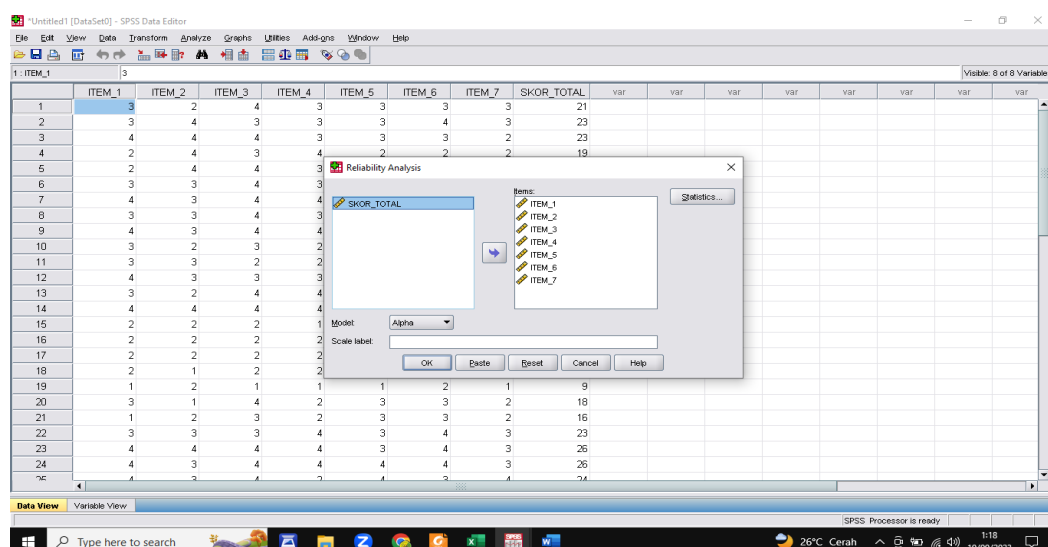 *Untitled1 [DataSet0] - SPSS Data Editor
File Edit View Data Transform Analyze Graphs Utilities Add-ons Window Help
1 : ITEM_1 3 Visible: 8 of 8 Variable
ITEM_1 ITEM_2 ITEM_3 ITEM_4 ITEM_5 ITEM_6 ITEM_7 SKOR_TOTAL var var var var var var var
1 3 2 4 3 3 3 3 21
2 3 4 3 3 3 4 3 23
3 4 4 4 3 3 3 2 23
4 2 4 3 4 2 2 2 19
5 2 4 4 3
6 3 3 4 3
7 4 3 4 4
8 3 3 4 3
9 4 3 4 4
10 3 2 3 2
11 3 3 2 2
12 4 3 3 3
13 3 2 4 4
14 4 4 4 4
15 2 2 2 1
16 2 2 2 2
17 2 2 2 2
18 2 1 2 2
19 1 2 1 1 1 2 1 9
20 3 1 4 2 3 3 2 18
21 1 2 3 2 3 3 2 16
22 3 3 3 4 3 4 3 23
23 4 4 4 4 3 4 3 26
24 4 3 4 4 4 4 3 26
Reliability Analysis
SKOR_TOTAL
Items:
ITEM_1
ITEM_2
ITEM_3
ITEM_4
ITEM_5
ITEM_6
ITEM_7
Statistics...
Model: Alpha
Scale label:
OK Paste Reset Cancel Help
Data View Variable View
SPSS Processor is ready
Type here to search
26°C Cerah
1:18